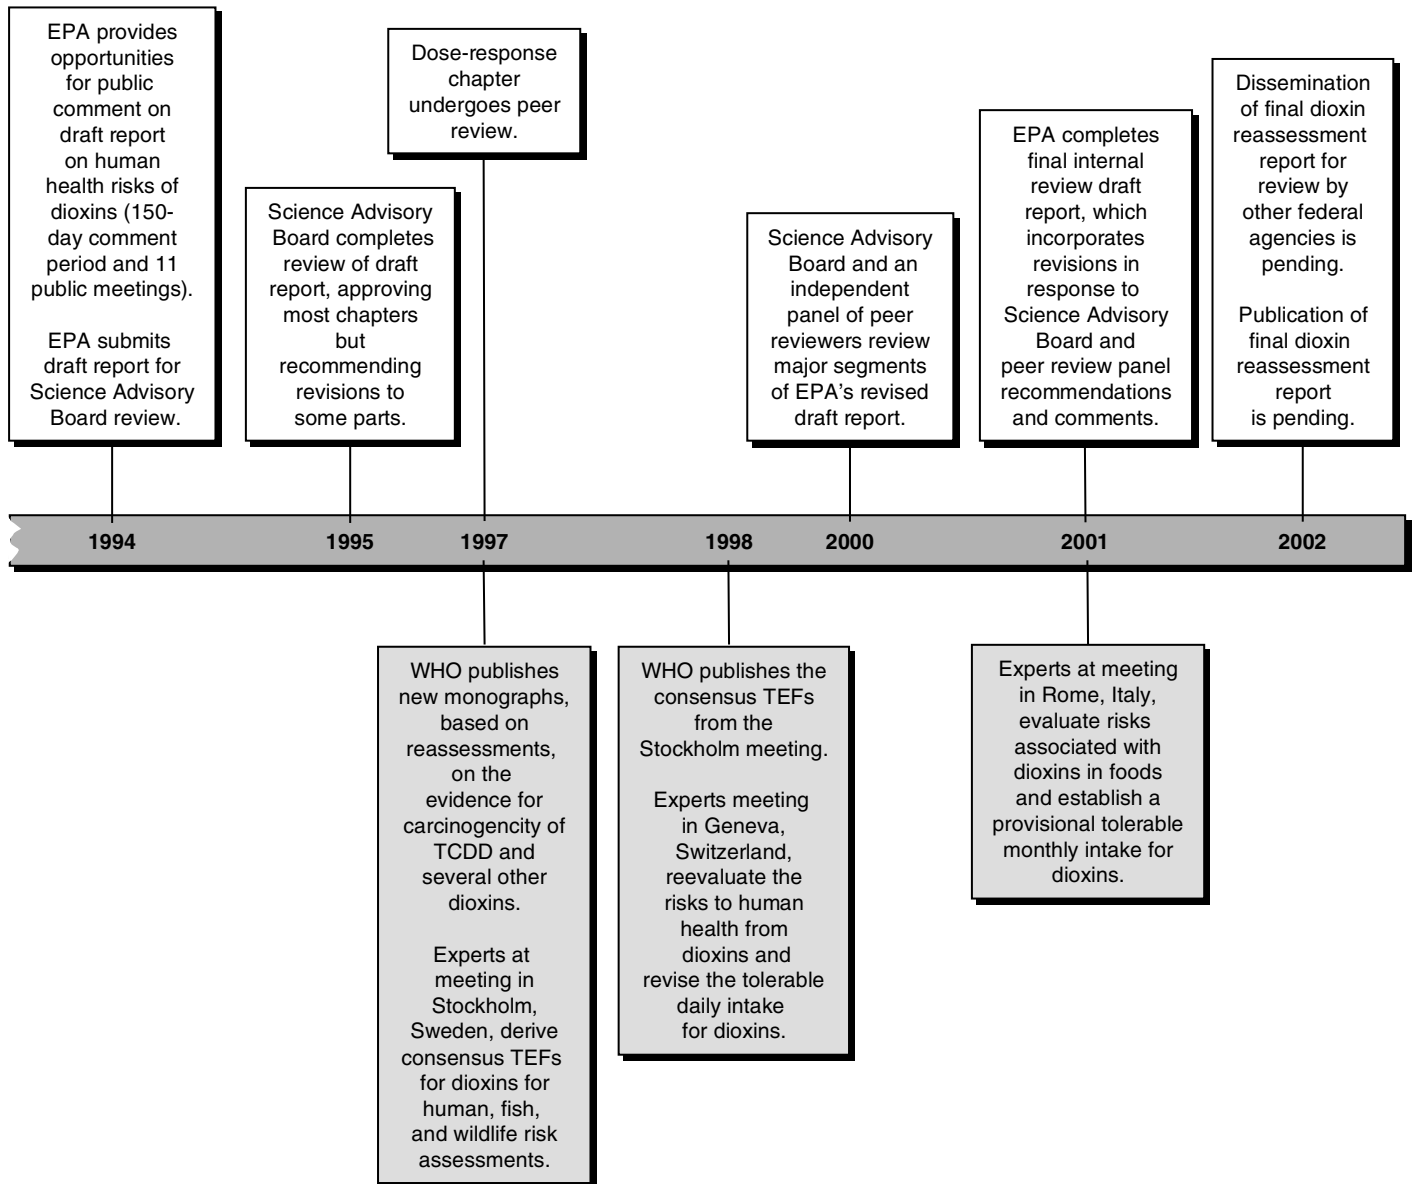 EPA provides
opportunities
for public
comment on
draft report
on human
health risks of
dioxins (150-
day comment
period and 11
public meetings).
EPA submits
draft report for
Science Advisory
Board review.
Science Advisory
Board completes
review of draft
report, approving
most chapters
but
recommending
revisions to
some parts.
Dose-response
chapter
undergoes peer
review.
Science Advisory
Board and an
independent
panel of peer
reviewers review
major segments
of EPA's revised
draft report.
EPA completes
final internal
review draft
report, which
incorporates
revisions in
response to
Science Advisory
Board and
peer review panel
recommendations
and comments.
Dissemination
of final dioxin
reassessment
report for
review by
other federal
agencies is
pending.
Publication of
final dioxin
reassessment
report
is pending.
1994
1995
1997
1998
2000
2001
2002
WHO publishes
new monographs,
based on
reassessments,
on the
evidence for
carcinogencity of
TCDD and
several other
dioxins.
Experts at
meeting in
Stockholm,
Sweden, derive
consensus TEFs
for dioxins for
human, fish,
and wildlife risk
assessments.
WHO publishes the
consensus TEFs
from the
Stockholm meeting.
Experts meeting
in Geneva,
Switzerland,
reevaluate the
risks to human
health from
dioxins and
revise the tolerable
daily intake
for dioxins.
Experts at meeting
in Rome, Italy,
evaluate risks
associated with
dioxins in foods
and establish a
provisional tolerable
monthly intake for
dioxins.